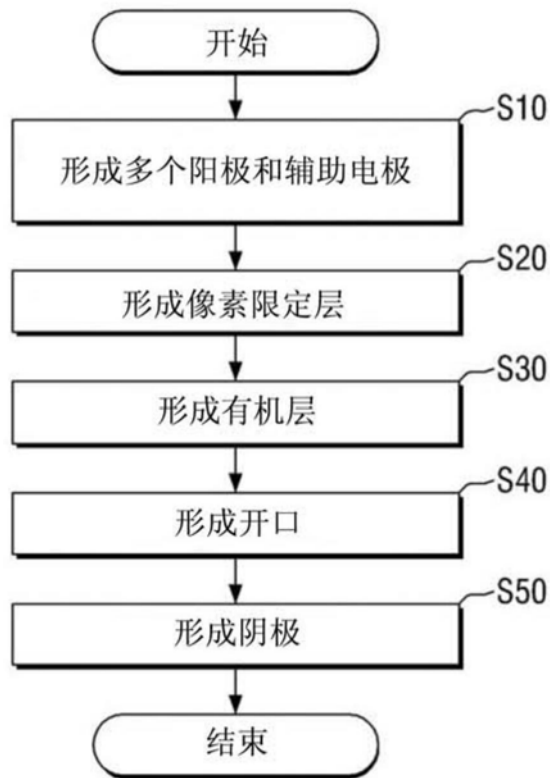 开始
S10
形成多个阳极和辅助电极
S20
形成像素限定层
S30
形成有机层
S40
形成开口
S50
形成阴极
结束